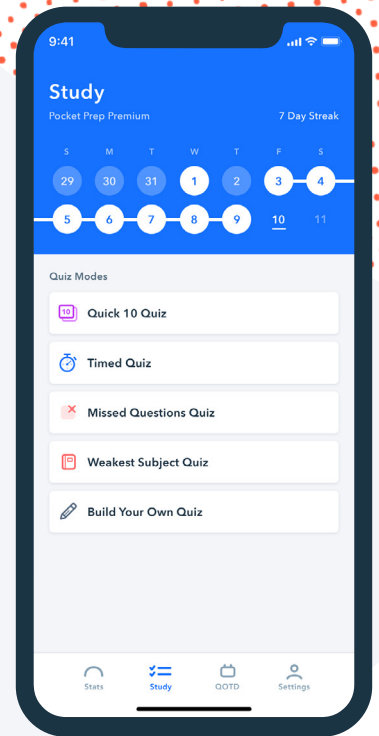 9:41
Study
Pocket Prep Premium 7 Day Streak
S M T W T F S
29 30 31 1 2 3 4
5 6 7 8 9 10 11
Quiz Modes
10 Quick 10 Quiz
Timed Quiz
Missed Questions Quiz
Weakest Subject Quiz
Build Your Own Quiz
Stats Study QOTD Settings